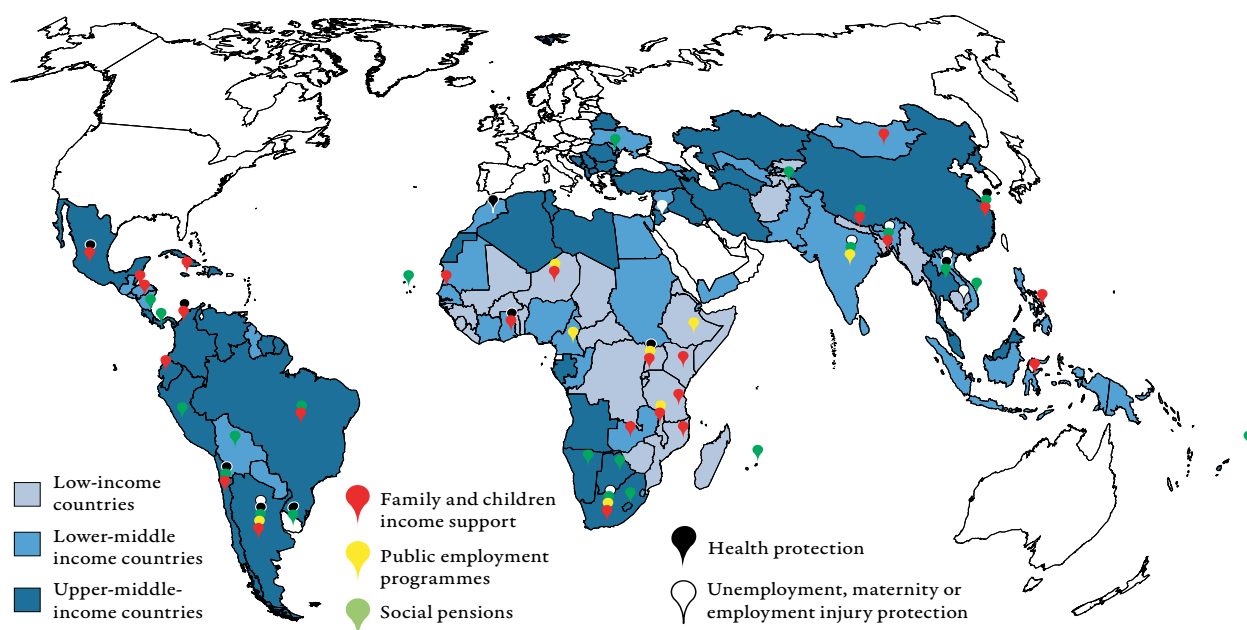 Low-income
countries
Lower-middle
income countries
Upper-middle-
income countries
Family and children
income support
Public employment
programmes
Social pensions
Health protection
Unemployment, maternity or
employment injury protection